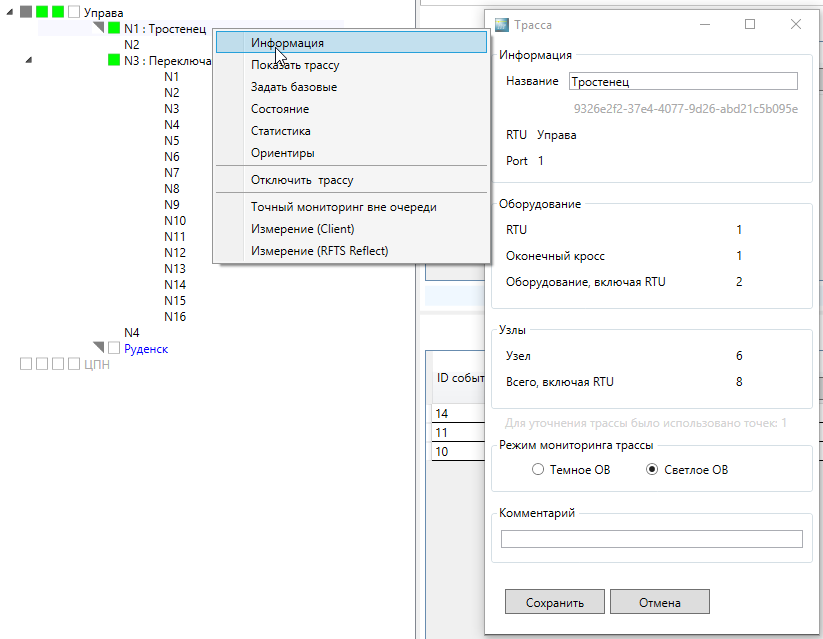 Управа
N1 : Тростенец
N2
N3 : Переключа
N1
N2
N3
N4
N5
N6
N7
N8
N9
N10
N11
N12
N13
N14
N15
N16
N4
Руденск
ЦПН
Информация
Показать трассу
Задать базовые
Состояние
Статистика
Ориентиры
Отключить трассу
Точный мониторинг вне очереди
Измерение (Client)
Измерение (RFTS Reflect)
ID событ
14
11
10
Трасса
Информация
Название Тростенец
9326e2f2-37e4-4077-9d26-abd21c5b095e
RTU Управа
Port 1
Оборудование
RTU 1
Оконечный кросс 1
Оборудование, включая RTU 2
Узлы
Узел 6
Всего, включая RTU 8
Для уточнения трассы было использовано точек: 1
Режим мониторинга трассы
Темное ОВ Светлое ОВ
Комментарий
Сохранить Отмена